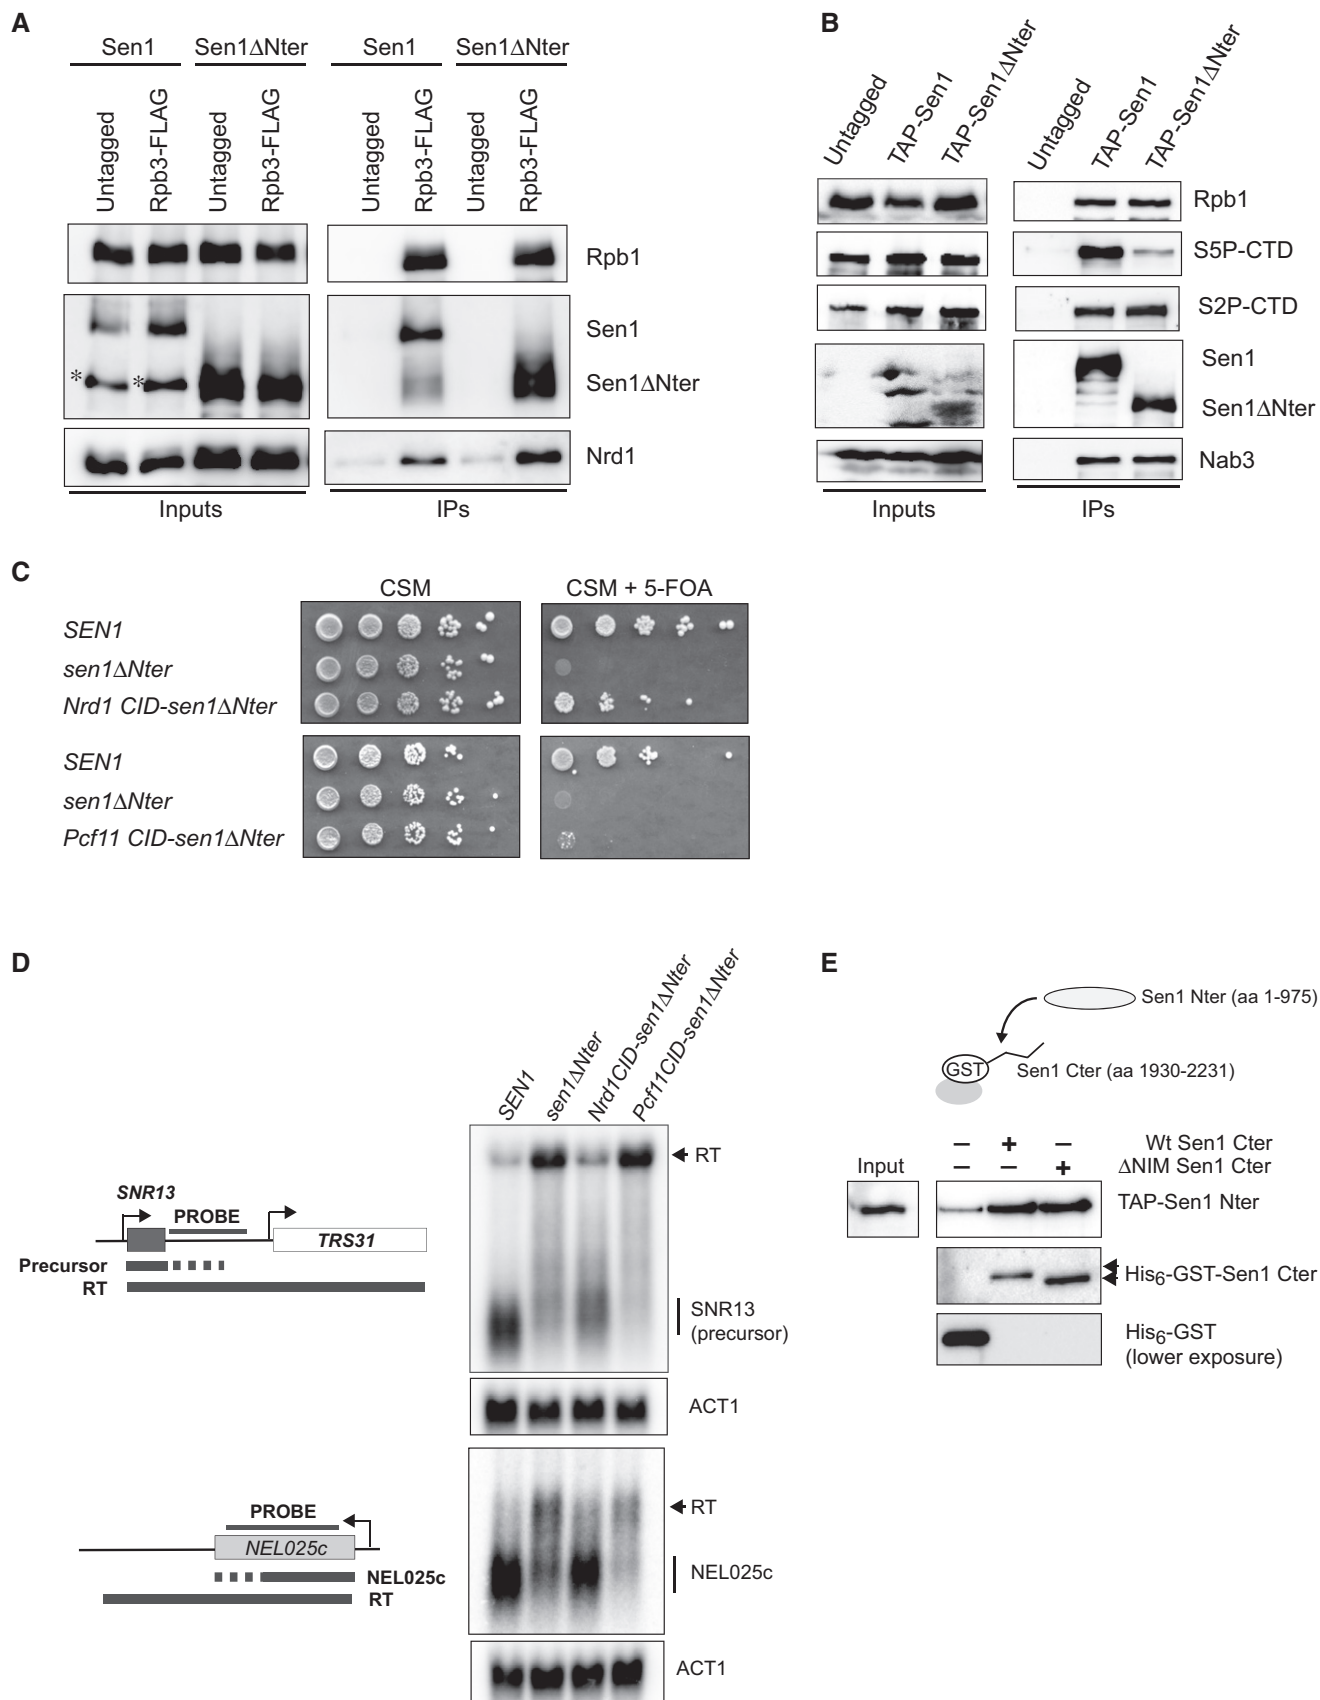 A
Sen1 Sen1ΔNter Sen1 Sen1ΔNter
Untagged Rpb3-FLAG Untagged Rpb3-FLAG Untagged Rpb3-FLAG Untagged Rpb3-FLAG
Rpb1
Sen1
* *
Sen1ΔNter
Nrd1
Inputs IPs
B
Untagged TAP-Sen1 TAP-Sen1ΔNter Untagged TAP-Sen1 TAP-Sen1ΔNter
Rpb1
S5P-CTD
S2P-CTD
Sen1
Sen1ΔNter
Nab3
Inputs IPs
C
CSM CSM + 5-FOA
SEN1
sen1ΔNter
Nrd1 CID-sen1ΔNter
SEN1
sen1ΔNter
Pcf11 CID-sen1ΔNter
D
SEN1 sen1ΔNter Nrd1CID-sen1ΔNter Pcf11CID-sen1ΔNter
RT
SNR13
PROBE
TRS31
Precursor
RT
SNR13
(precursor)
ACT1
RT
PROBE
NEL025c
NEL025c
RT
NEL025c
ACT1
E
Sen1 Nter (aa 1-975)
GST
Sen1 Cter (aa 1930-2231)
– + – Wt Sen1 Cter
Input – – + ΔNIM Sen1 Cter
TAP-Sen1 Nter
His6-GST-Sen1 Cter
His6-GST
(lower exposure)